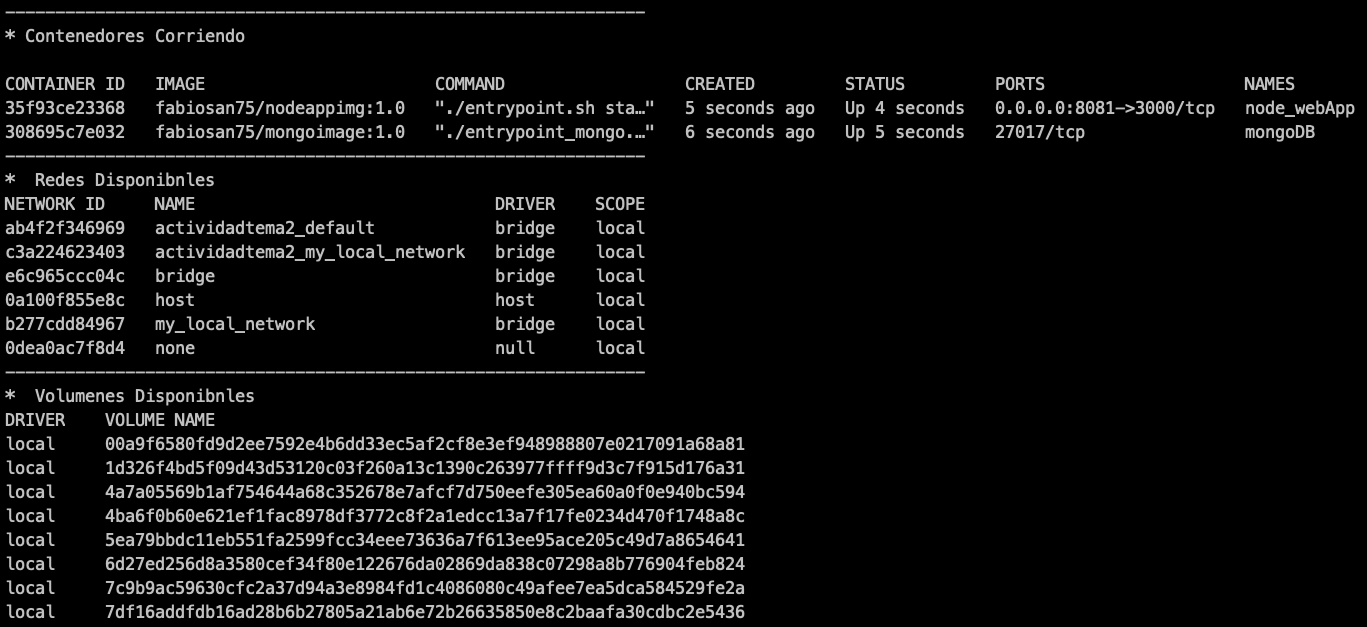 ----------------------------------------------------------------
* Contenedores Corriendo
CONTAINER ID   IMAGE                       COMMAND                  CREATED         STATUS         PORTS                    NAMES
35f93ce23368   fabiosan75/nodeappimg:1.0   "./entrypoint.sh sta…"   5 seconds ago   Up 4 seconds   0.0.0.0:8081->3000/tcp   node_webApp
308695c7e032   fabiosan75/mongoimage:1.0   "./entrypoint_mongo.…"   6 seconds ago   Up 5 seconds   27017/tcp                mongoDB
----------------------------------------------------------------
*  Redes Disponibnles
NETWORK ID     NAME                              DRIVER    SCOPE
ab4f2f346969   actividadtema2_default            bridge    local
c3a224623403   actividadtema2_my_local_network   bridge    local
e6c965ccc04c   bridge                            bridge    local
0a100f855e8c   host                              host      local
b277cdd84967   my_local_network                  bridge    local
0dea0ac7f8d4   none                              null      local
----------------------------------------------------------------
*  Volumenes Disponibnles
DRIVER    VOLUME NAME
local     00a9f6580fd9d2ee7592e4b6dd33ec5af2cf8e3ef948988807e0217091a68a81
local     1d326f4bd5f09d43d53120c03f260a13c1390c263977ffff9d3c7f915d176a31
local     4a7a05569b1af754644a68c352678e7afcf7d750eefe305ea60a0f0e940bc594
local     4ba6f0b60e621ef1fac8978df3772c8f2a1edcc13a7f17fe0234d470f1748a8c
local     5ea79bbdc11eb551fa2599fcc34eee73636a7f613ee95ace205c49d7a8654641
local     6d27ed256d8a3580cef34f80e122676da02869da838c07298a8b776904feb824
local     7c9b9ac59630cfc2a37d94a3e8984fd1c4086080c49afee7ea5dca584529fe2a
local     7df16addfdb16ad28b6b27805a21ab6e72b26635850e8c2baafa30cdbc2e5436